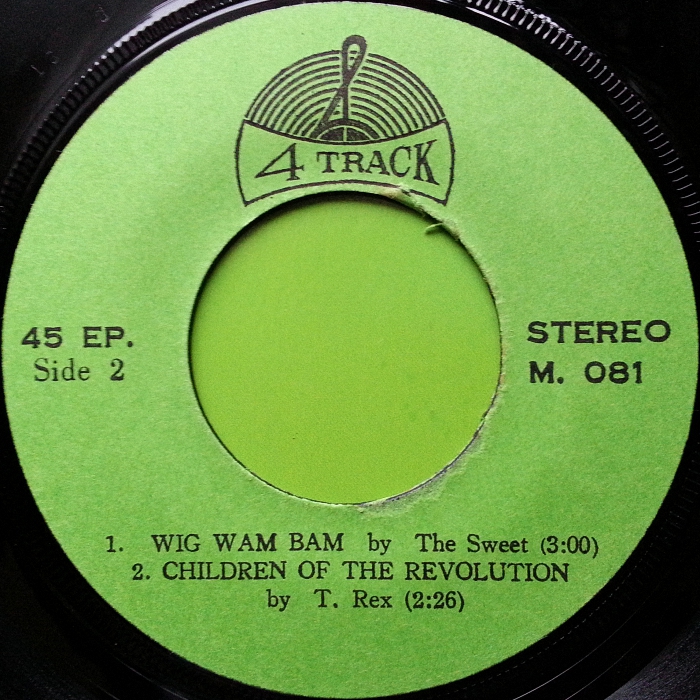 4 TRACK
45 EP.
Side 2
STEREO
M. 081
1. WIG WAM BAM by The Sweet (3:00)
2. CHILDREN OF THE REVOLUTION
by T. Rex (2:26)